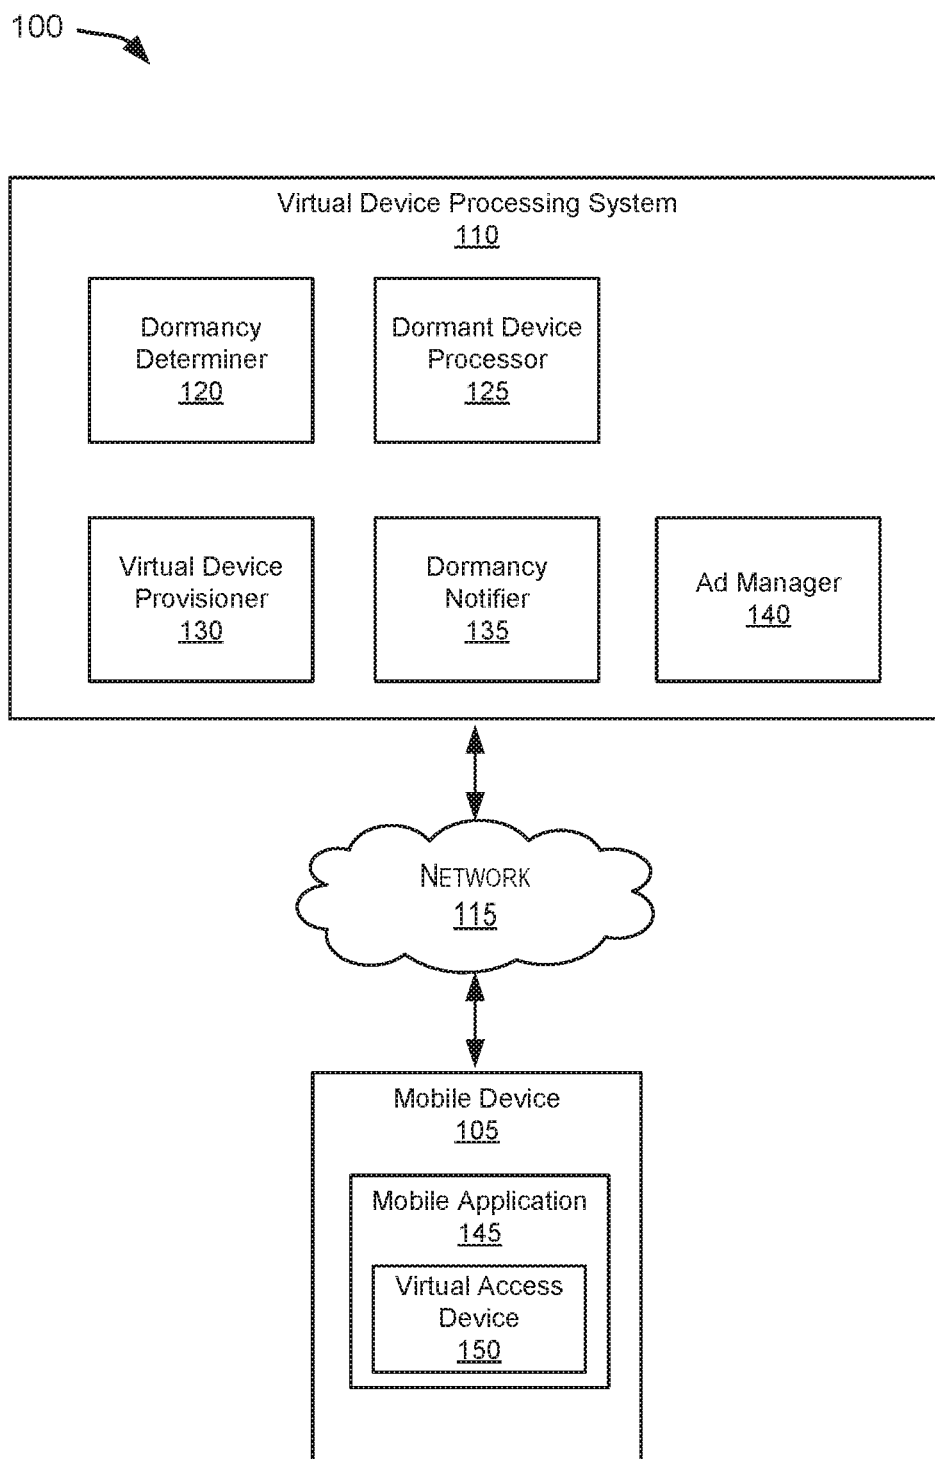 100
Virtual Device Processing System
110
Dormancy
Determiner
120
Dormant Device
Processor
125
Virtual Device
Provisioner
130
Dormancy
Notifier
135
Ad Manager
140
NETWORK
115
Mobile Device
105
Mobile Application
145
Virtual Access
Device
150